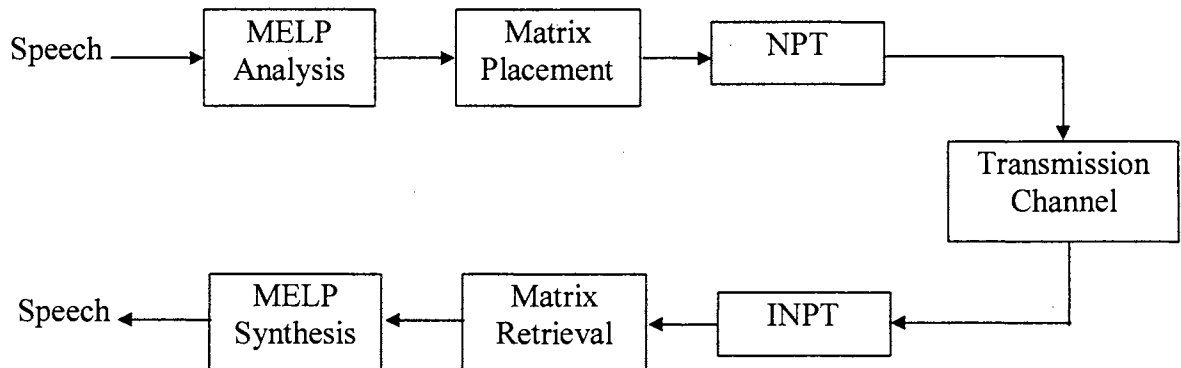 Speech
MELP
Analysis
Matrix
Placement
NPT
Transmission
Channel
Speech
MELP
Synthesis
Matrix
Retrieval
INPT